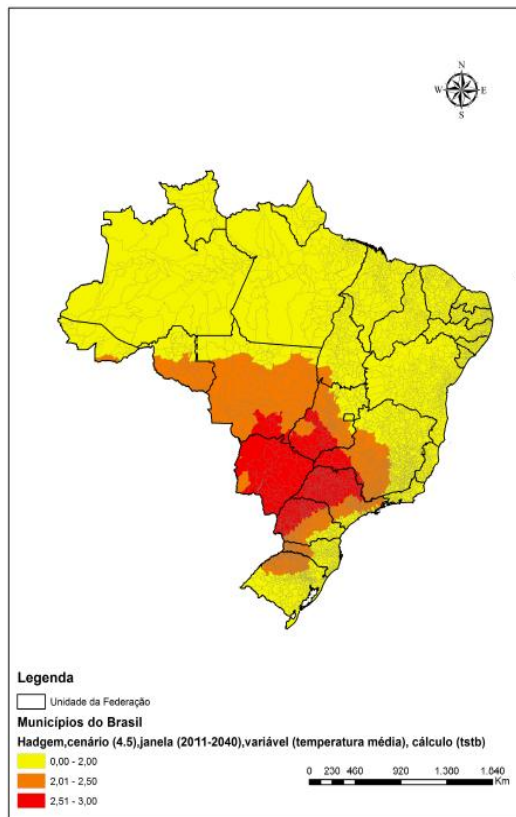 N
W E
S
Legenda
Unidade da Federação
Municípios do Brasil
Hadgem,cenário (4.5),janela (2011-2040),variável (temperatura média), cálculo (tstb)
0,00 - 2,00
2,01 - 2,50
2,51 - 3,00
0 230 460 920 1.380 1.840
Km